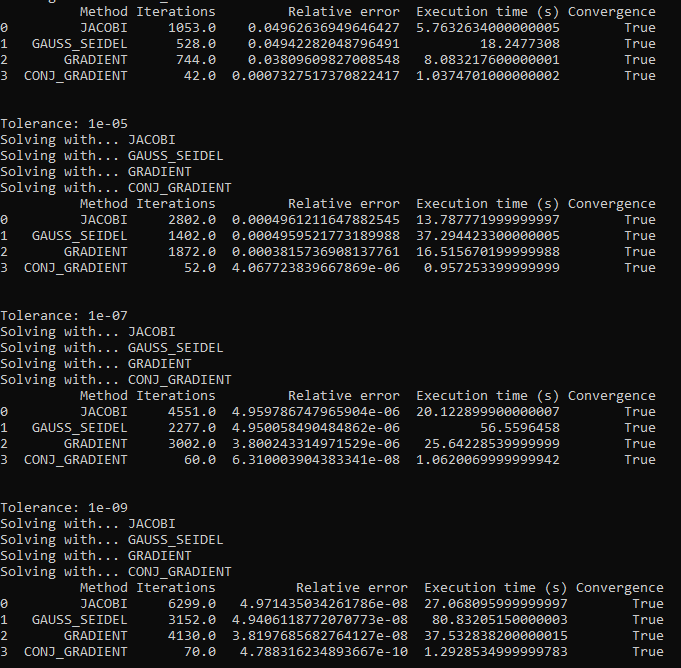 Method Iterations Relative error Execution time (s) Convergence
0 JACOBI 1053.0 0.04962636949646427 5.7632634000000005 True
1 GAUSS_SEIDEL 528.0 0.04942282048796491 18.2477308 True
2 GRADIENT 744.0 0.03809609827008548 8.083217600000001 True
3 CONJ_GRADIENT 42.0 0.0007327517370822417 1.0374701000000002 True
Tolerance: 1e-05
Solving with... JACOBI
Solving with... GAUSS_SEIDEL
Solving with... GRADIENT
Solving with... CONJ_GRADIENT
Method Iterations Relative error Execution time (s) Convergence
0 JACOBI 2802.0 0.0004961211647882545 13.787771999999997 True
1 GAUSS_SEIDEL 1402.0 0.0004959521773189988 37.294423300000005 True
2 GRADIENT 1872.0 0.0003815736908137761 16.515670199999988 True
3 CONJ_GRADIENT 52.0 4.067723839667869e-06 0.957253399999999 True
Tolerance: 1e-07
Solving with... JACOBI
Solving with... GAUSS_SEIDEL
Solving with... GRADIENT
Solving with... CONJ_GRADIENT
Method Iterations Relative error Execution time (s) Convergence
0 JACOBI 4551.0 4.959786747965904e-06 20.122899900000007 True
1 GAUSS_SEIDEL 2277.0 4.950058490484862e-06 56.5596458 True
2 GRADIENT 3002.0 3.800243314971529e-06 25.64228539999999 True
3 CONJ_GRADIENT 60.0 6.310003904383341e-08 1.0620069999999942 True
Tolerance: 1e-09
Solving with... JACOBI
Solving with... GAUSS_SEIDEL
Solving with... GRADIENT
Solving with... CONJ_GRADIENT
Method Iterations Relative error Execution time (s) Convergence
0 JACOBI 6299.0 4.971435034261786e-08 27.068095999999997 True
1 GAUSS_SEIDEL 3152.0 4.9406118772070773e-08 80.83205150000003 True
2 GRADIENT 4130.0 3.8197685682764127e-08 37.532838200000015 True
3 CONJ_GRADIENT 70.0 4.788316234893667e-10 1.2928534999999783 True